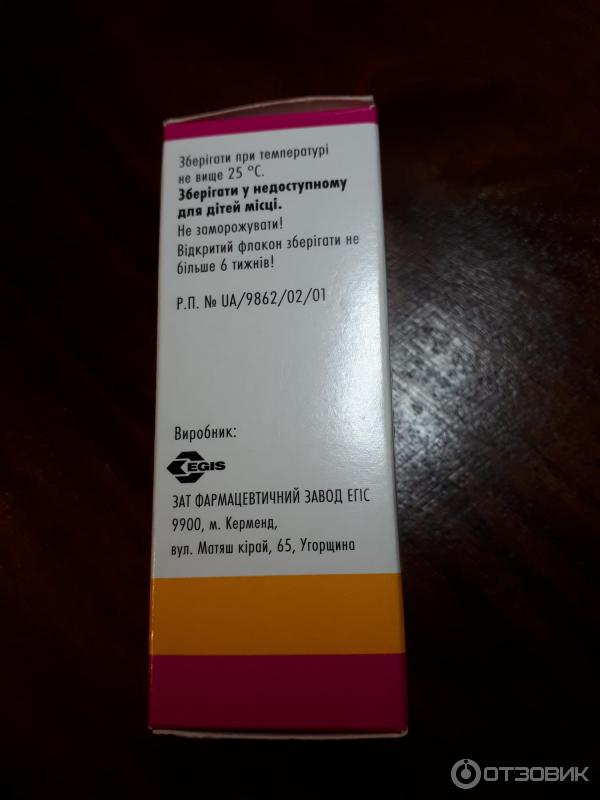 Зберігати при температурі
не вище 25 °С.
Зберігати у недоступному
для дітей місці.
Не заморожувати!
Відкритий флакон зберігати не
більше 6 тижнів!
Р.П. № UA/9862/02/01
Виробник:
EGIS
ЗАТ ФАРМАЦЕВТИЧНИЙ ЗАВОД ЕГІС
9900, м. Керменд,
вул. Матяш кірай, 65, Угорщина
ОТЗОВИК